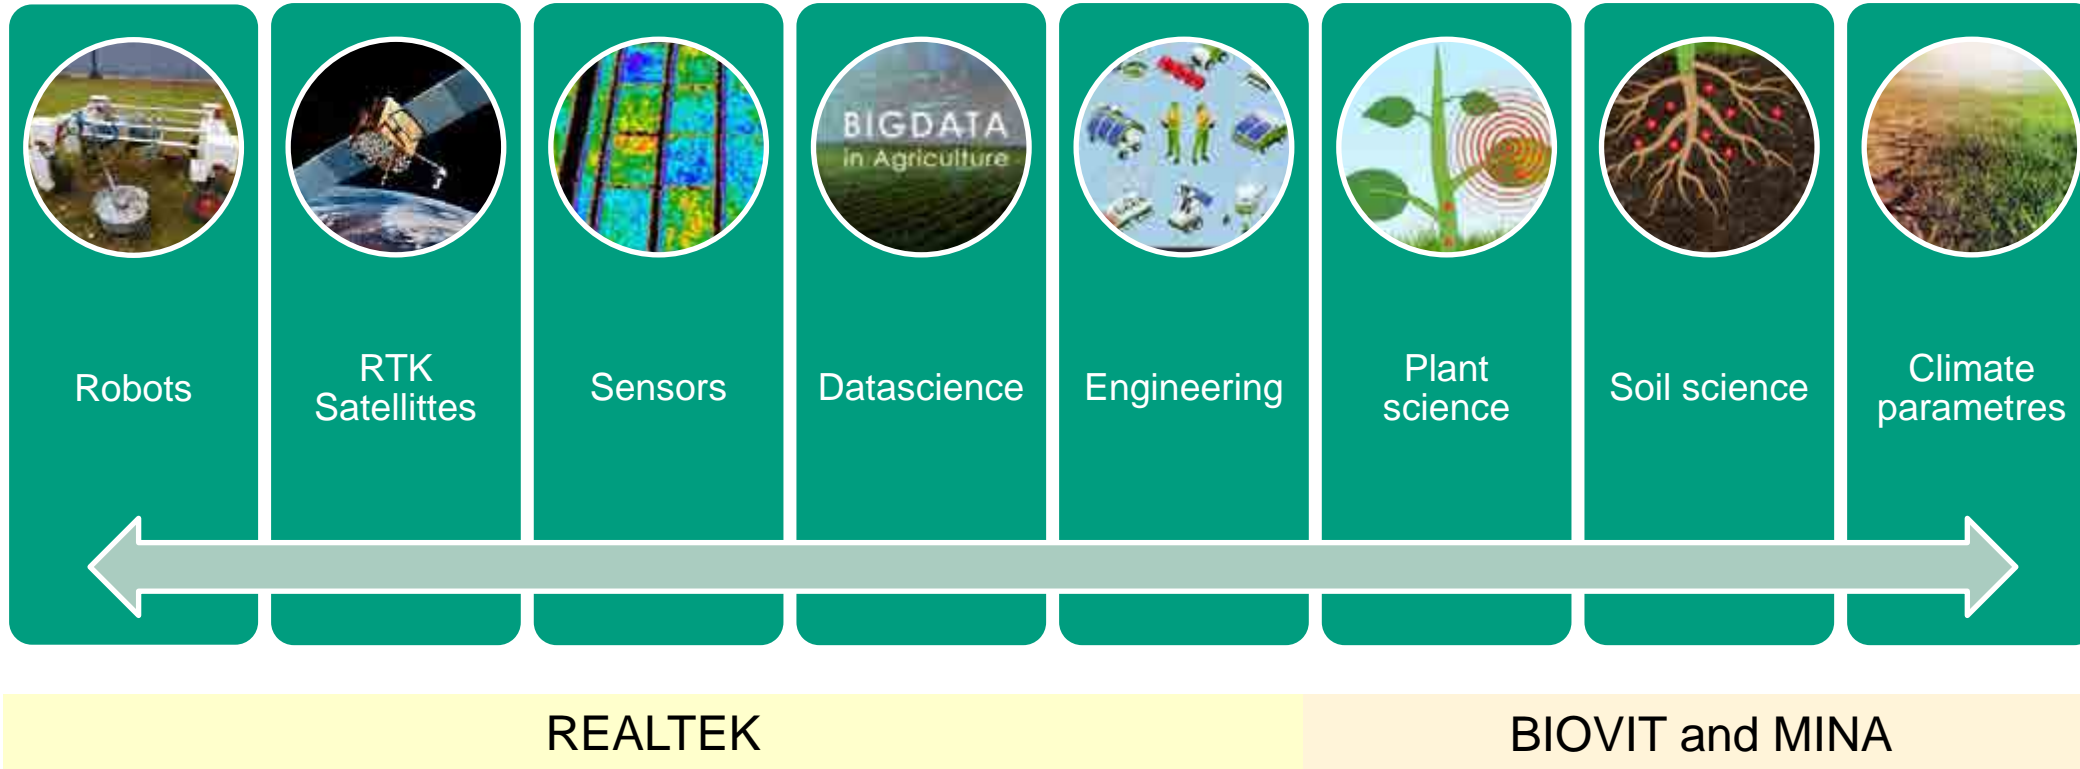 BIGDATA
in Agriculture
Robots
RTK
Satellittes
Sensors
Datascience
Engineering
Plant
science
Soil science
Climate
parametres
REALTEK
BIOVIT and MINA